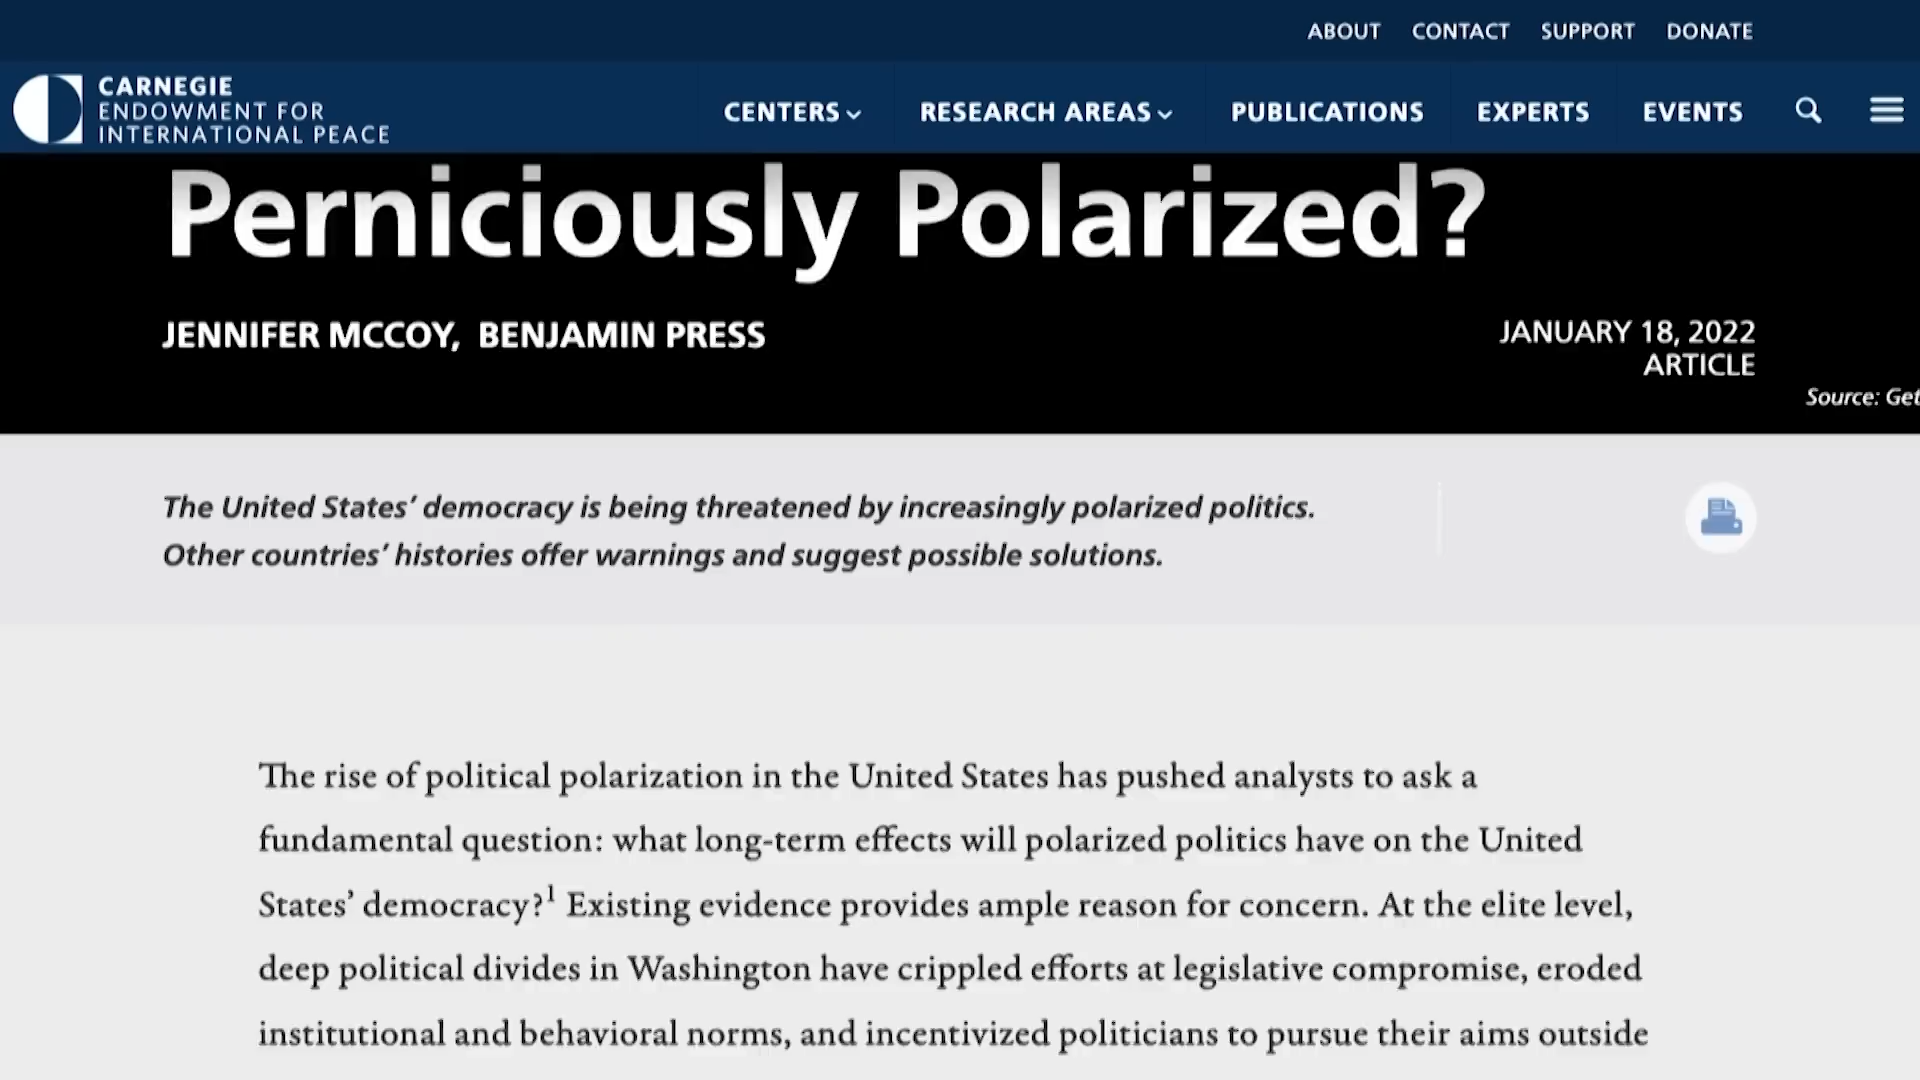 ABOUT CONTACT SUPPORT DONATE
CARNEGIE
ENDOWMENT FOR
INTERNATIONAL PEACE
CENTERS RESEARCH AREAS PUBLICATIONS EXPERTS EVENTS
Perniciously Polarized?
JENNIFER MCCOY, BENJAMIN PRESS
JANUARY 18, 2022
ARTICLE
Source:
The United States’ democracy is being threatened by increasingly polarized politics.
Other countries’ histories offer warnings and suggest possible solutions.
The rise of political polarization in the United States has pushed analysts to ask a
fundamental question: what long-term effects will polarized politics have on the United
States’ democracy?¹ Existing evidence provides ample reason for concern. At the elite level,
deep political divides in Washington have crippled efforts at legislative compromise, eroded
institutional and behavioral norms, and incentivized politicians to pursue their aims outside